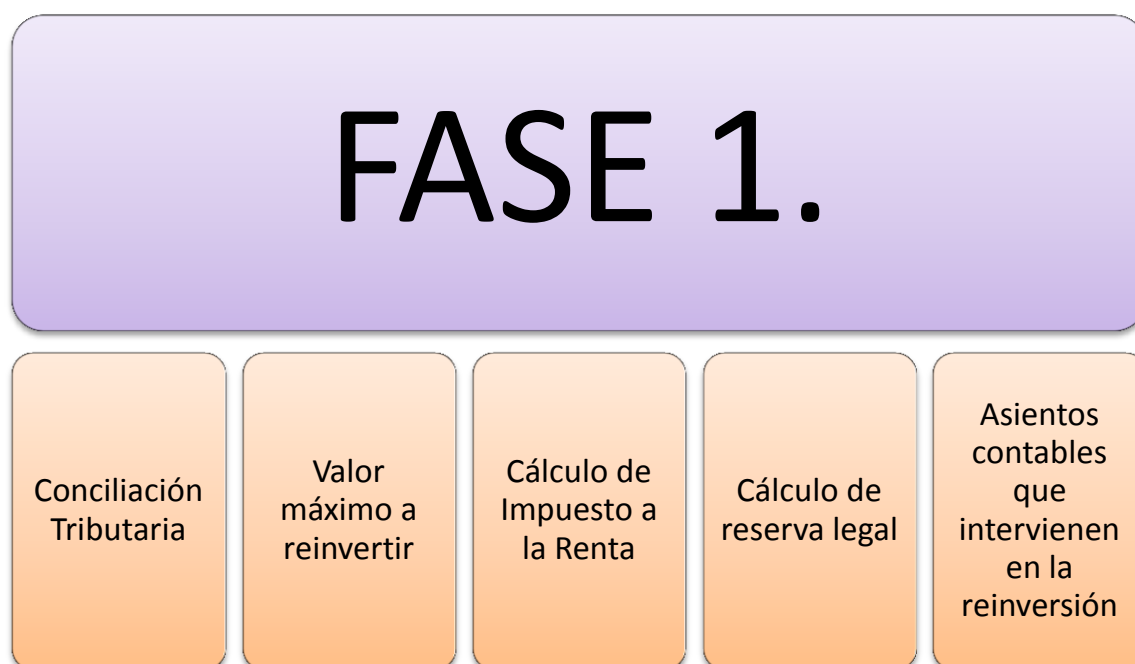 FASE 1.
Conciliación
Tributaria
Valor
máximo a
reinvertir
Cálculo de
Impuesto a
la Renta
Cálculo de
reserva legal
Asientos
contables
que
intervienen
en la
reinversión